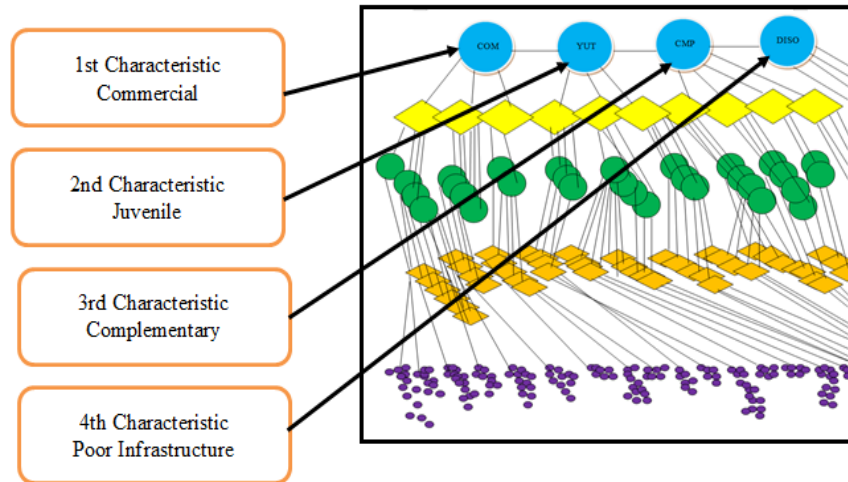 1st Characteristic
Commercial
2nd Characteristic
Juvenile
3rd Characteristic
Complementary
4th Characteristic
Poor Infrastructure
COM
YUT
CMP
DISO